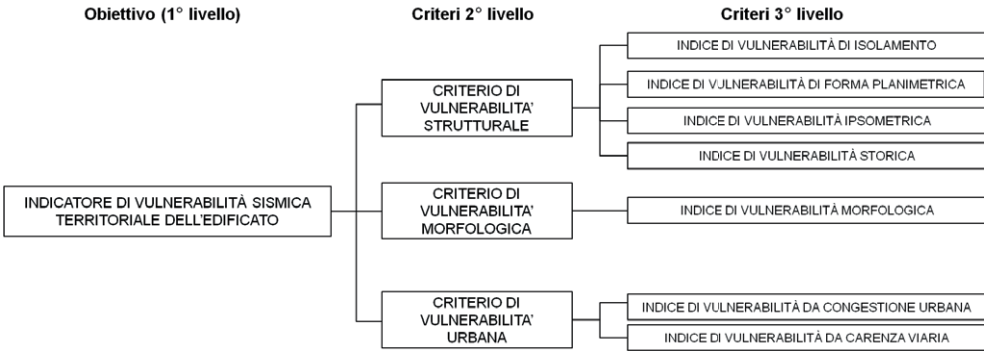 Obiettivo (1° livello)
Criteri 2° livello
Criteri 3° livello
INDICATORE DI VULNERABILITÀ SISMICA
TERRITORIALE DELL'EDIFICATO
CRITERIO DI
VULNERABILITA'
STRUTTURALE
INDICE DI VULNERABILITÀ DI ISOLAMENTO
INDICE DI VULNERABILITÀ DI FORMA PLANIMETRICA
INDICE DI VULNERABILITÀ IPSOMETRICA
INDICE DI VULNERABILITÀ STORICA
CRITERIO DI
VULNERABILITA'
MORFOLOGICA
INDICE DI VULNERABILITÀ MORFOLOGICA
CRITERIO DI
VULNERABILITA'
URBANA
INDICE DI VULNERABILITÀ DA CONGESTIONE URBANA
INDICE DI VULNERABILITÀ DA CARENZA VIARIA